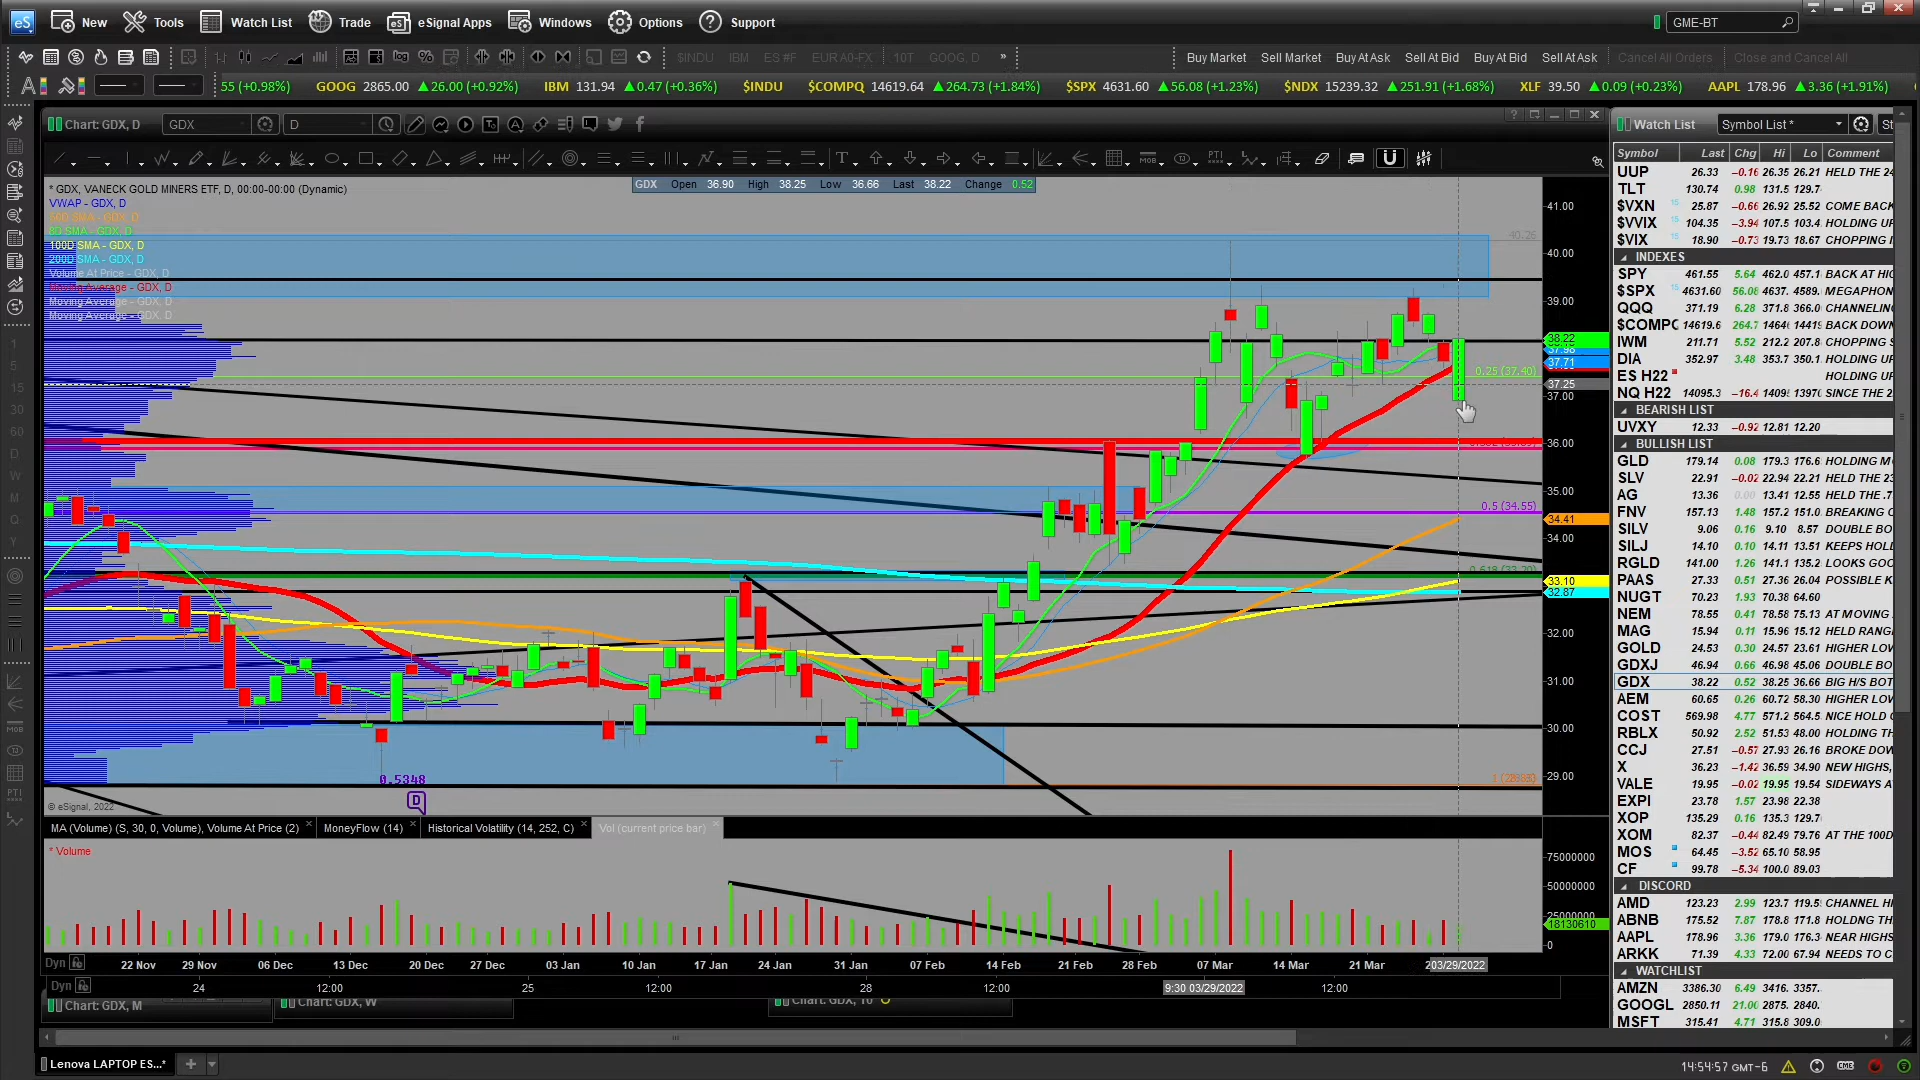 New Tools Watch List Trade eSignal Apps Windows Options Support GME-BT
$INDU IBM ES #F EUR A0-FX 10T GOOG, D » Buy Market Sell Market Buy At Ask Sell At Bid Buy At Bid Sell At Ask Cancel All Orders Close and Cancel All
55 (+0.98%) GOOG 2865.00 ▲26.00 (+0.92%) IBM 131.94 ▲0.47 (+0.36%) $INDU $COMPQ 14619.64 ▲264.73 (+1.84%) $SPX 4631.60 ▲56.08 (+1.23%) $NDX 15239.32 ▲251.91 (+1.68%) XLF 39.50 ▲0.09 (+0.23%) AAPL 178.96 ▲3.36 (+1.91%)
Chart: GDX, D GDX D
* GDX, VANECK GOLD MINERS ETF, D, 00:00-00:00 (Dynamic)
GDX Open 36.90 High 38.25 Low 36.66 Last 38.22 Change 0.52
VWAP - GDX, D
50D SMA - GDX, D
8D SMA - GDX, D
100D SMA - GDX, D
200D SMA - GDX, D
Volume At Price - GDX, D
Moving Average - GDX, D
Moving Average - GDX, D
Moving Average - GDX, D
40.26
0.25 (37.40)
0.5 (34.55)
0.5348
D
© eSignal, 2022
41.00
40.00
39.00
38.22
37.71
37.25
37.00
36.00
35.00
34.41
34.00
33.10
32.87
32.00
31.00
30.00
29.00
MA (Volume) (S, 30, 0, Volume), Volume At Price (2) MoneyFlow (14) Historical Volatility (14, 252, C) Vol (current price bar)
* Volume
75000000
50000000
18130610
0
Dyn 22 Nov 29 Nov 06 Dec 13 Dec 20 Dec 27 Dec 03 Jan 10 Jan 17 Jan 24 Jan 31 Jan 07 Feb 14 Feb 21 Feb 28 Feb 07 Mar 14 Mar 21 Mar 03/29/2022
Dyn 24 12:00 25 12:00 28 12:00 9:30 03/29/2022 12:00
Chart: GDX, M Chart: GDX, W Chart: GDX, 10
Lenova LAPTOP ES...*
1
5
15
30
60
D
W
M
Q
Y
MOB
PTI
Watch List Symbol List * St
Symbol Last Chg Hi Lo Comment
UUP 26.33 –0.16 26.35 26.21 HELD THE 24
TLT 130.74 0.98 131.5 129.7
$VXN 15 25.87 –0.66 26.92 25.52 COME BACK
$VVIX 15 104.35 –3.94 107.5 103.4 HOLDING UP
$VIX 15 18.90 –0.73 19.73 18.67 CHOPPING I
INDEXES
SPY 461.55 5.64 462.0 457.1 BACK AT HIG
$SPX 15 4631.60 56.08 4637. 4589. MEGAPHON
QQQ 371.19 6.28 371.8 366.0 CHANNELING
$COMPQ 14619.6 264.7 1464 14419 BACK DOWN
IWM 211.71 5.52 212.2 207.8 CHOPPING S
DIA 352.97 3.48 353.7 350.1 HOLDING UP
ES H22 HOLDING UP
NQ H22 14095.3 –16.4 1409 1397 SINCE THE 2
BEARISH LIST
UVXY 12.33 –0.92 12.81 12.20
BULLISH LIST
GLD 179.14 0.08 179.3 176.6 HOLDING M
SLV 22.91 –0.02 22.94 22.21 HELD THE 23
AG 13.36 0.00 13.41 12.55 HELD THE .7
FNV 157.13 1.48 157.2 151.0 BREAKING O
SILV 9.06 0.16 9.10 8.57 DOUBLE BO
SILJ 14.10 0.10 14.11 13.51 KEEPS HOL
RGLD 141.00 1.26 141.1 135.2 LOOKS GOO
PAAS 27.33 0.51 27.36 26.04 POSSIBLE K
NUGT 70.23 1.93 70.38 64.60
NEM 78.55 0.41 78.58 75.13 AT MOVING
MAG 15.94 0.11 15.96 15.12 HELD RANG
GOLD 24.53 0.30 24.57 23.61 HIGHER LOW
GDXJ 46.94 0.66 46.98 45.06 DOUBLE BO
GDX 38.22 0.52 38.25 36.66 BIG H/S BOT
AEM 60.65 0.26 60.72 58.30 HIGHER LOW
COST 569.98 4.77 571.2 564.5 NICE HOLD
RBLX 50.92 2.52 51.53 48.00 HOLDING TH
CCJ 27.51 –0.57 27.93 26.16 BROKE DOW
X 36.23 –1.42 36.59 34.90 NEW HIGHS,
VALE 19.95 –0.02 19.95 19.54 SIDEWAYS A
EXPI 23.78 1.57 23.98 22.38
XOP 135.29 0.16 135.3 129.7
XOM 82.37 –0.44 82.49 79.76 AT THE 100D
MOS 64.45 –3.52 65.10 58.95
CF 99.78 –5.34 100.0 89.03
DISCORD
AMD 123.23 2.99 123.7 119.5 CHANNEL HI
ABNB 175.52 7.87 178.8 171.8 HOLDNG TH
AAPL 178.96 3.36 179.0 176.3 NEAR HIGHS
ARKK 71.39 4.33 72.00 67.94 NEEDS TO C
WATCHLIST
AMZN 3386.30 6.49 3416. 3357.
GOOGL 2850.11 21.00 2875. 2840.
MSFT 315.41 4.71 315.8 309.0
14:54:57 GMT-6 CME